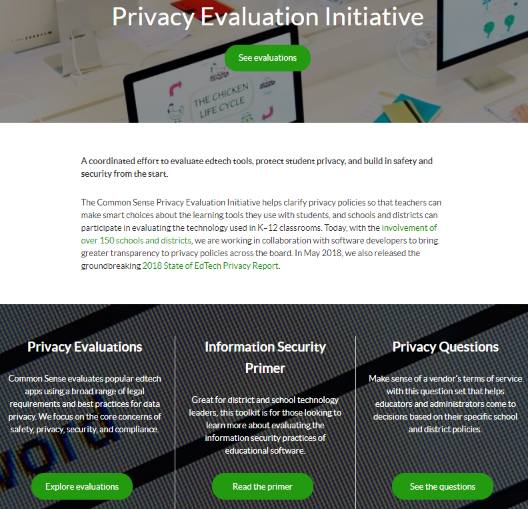 Privacy Evaluation Initiative
See evaluations
THE CHICKEN
LIFE CYCLE
A coordinated effort to evaluate edtech tools, protect student privacy, and build in safety and
security from the start.
The Common Sense Privacy Evaluation Initiative helps clarify privacy policies so that teachers can
make smart choices about the learning tools they use with students, and schools and districts can
participate in evaluating the technology used in K–12 classrooms. Today, with the involvement of
over 150 schools and districts, we are working in collaboration with software developers to bring
greater transparency to privacy policies across the board. In May 2018, we also released the
groundbreaking 2018 State of EdTech Privacy Report.
Privacy Evaluations
Common Sense evaluates popular edtech
apps using a broad range of legal
requirements and best practices for data
privacy. We focus on the core concerns of
safety, privacy, security, and compliance.
Explore evaluations
Information Security
Primer
Great for district and school technology
leaders, this toolkit is for those looking to
learn more about evaluating the
information security practices of
educational software.
Read the primer
Privacy Questions
Make sense of a vendor's terms of service
with this question set that helps
educators and administrators come to
decisions based on their specific school
and district policies.
See the questions
word